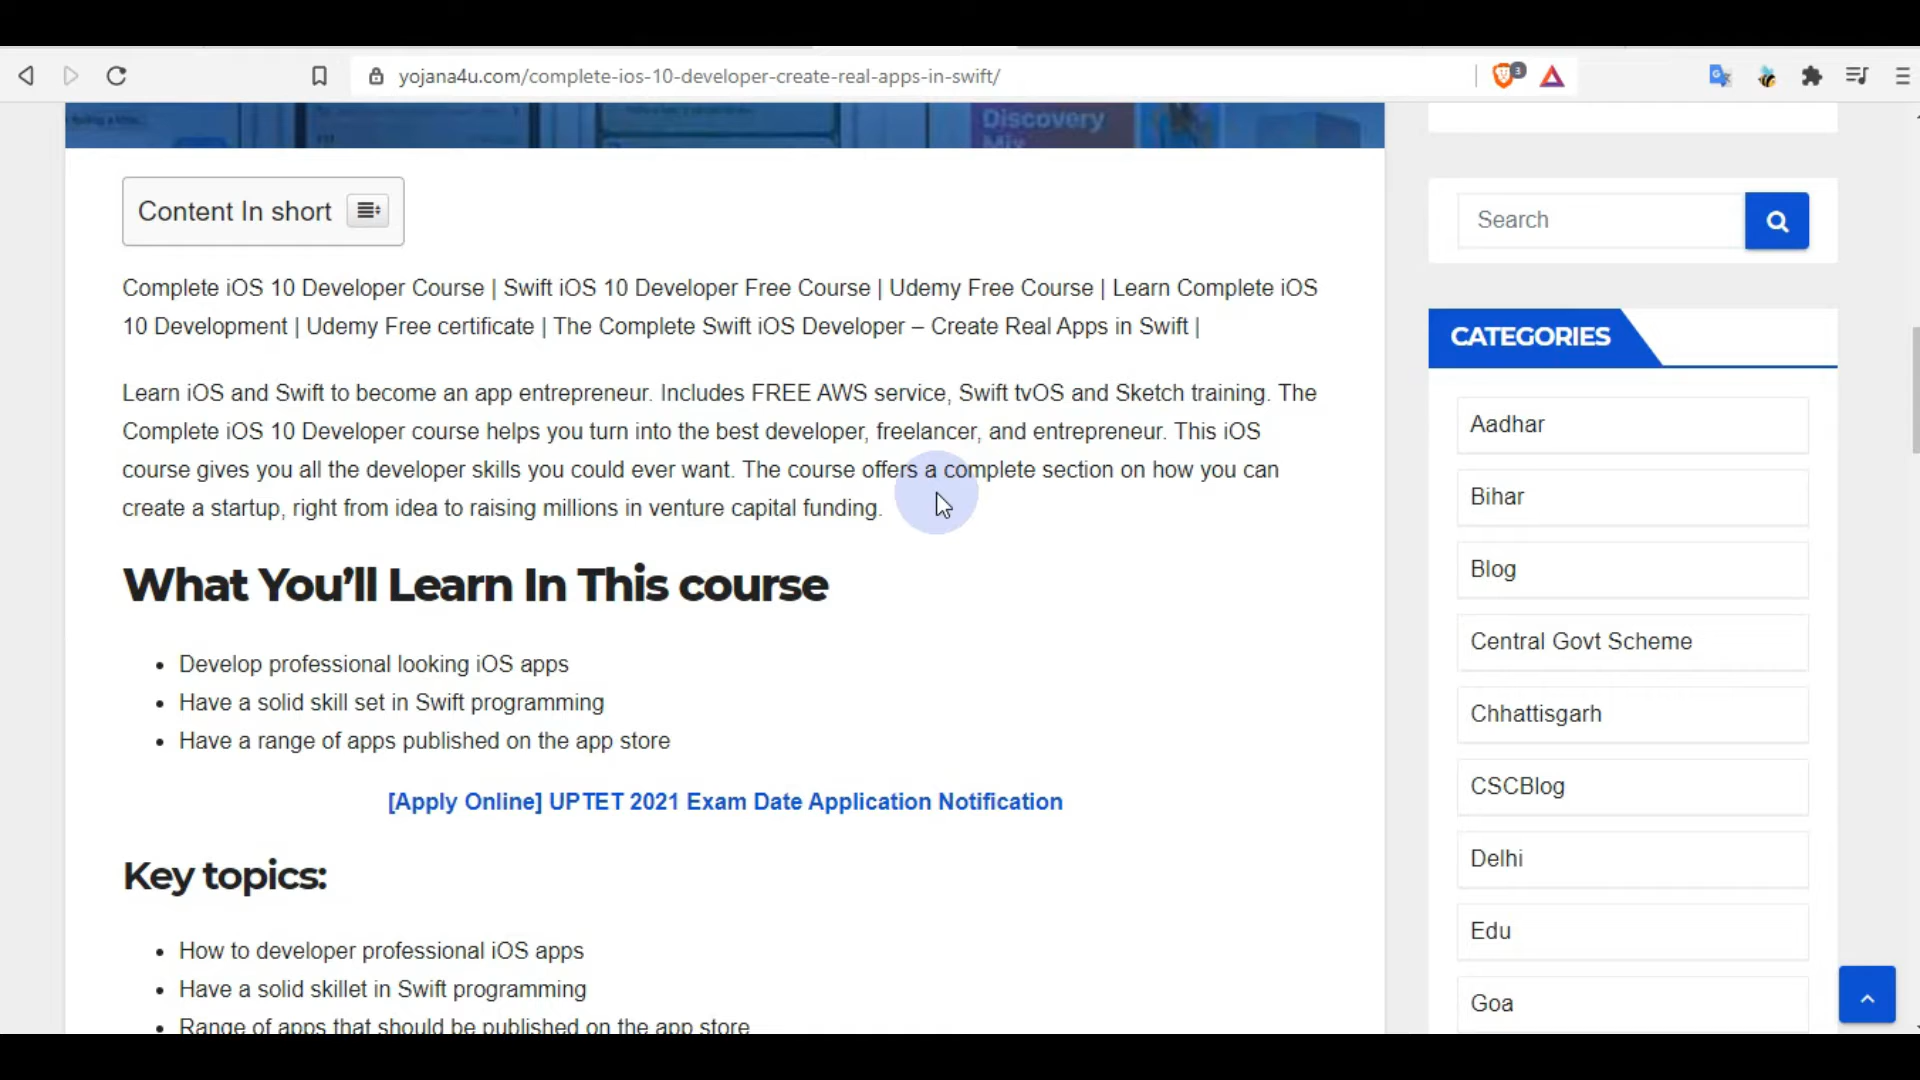 yojana4u.com/complete-ios-10-developer-create-real-apps-in-swift/
3
Discovery
Mix
Content In short
Complete iOS 10 Developer Course | Swift iOS 10 Developer Free Course | Udemy Free Course | Learn Complete iOS
10 Development | Udemy Free certificate | The Complete Swift iOS Developer – Create Real Apps in Swift |
Learn iOS and Swift to become an app entrepreneur. Includes FREE AWS service, Swift tvOS and Sketch training. The
Complete iOS 10 Developer course helps you turn into the best developer, freelancer, and entrepreneur. This iOS
course gives you all the developer skills you could ever want. The course offers a complete section on how you can
create a startup, right from idea to raising millions in venture capital funding.
What You’ll Learn In This course
• Develop professional looking iOS apps
• Have a solid skill set in Swift programming
• Have a range of apps published on the app store
[Apply Online] UPTET 2021 Exam Date Application Notification
Key topics:
• How to developer professional iOS apps
• Have a solid skillet in Swift programming
• Range of apps that should be published on the app store
Search
CATEGORIES
Aadhar
Bihar
Blog
Central Govt Scheme
Chhattisgarh
CSCBlog
Delhi
Edu
Goa